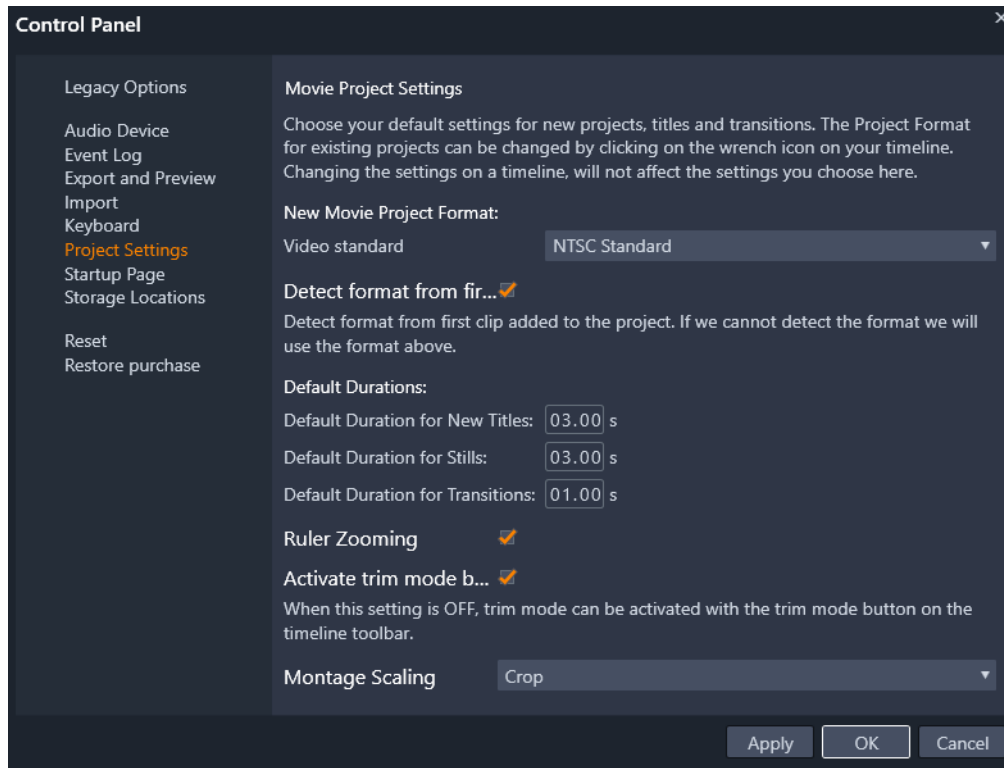 Control Panel
Legacy Options
Audio Device
Event Log
Export and Preview
Import
Keyboard
Project Settings
Startup Page
Storage Locations
Reset
Restore purchase
Movie Project Settings
Choose your default settings for new projects, titles and transitions. The Project Format
for existing projects can be changed by clicking on the wrench icon on your timeline.
Changing the settings on a timeline, will not affect the settings you choose here.
New Movie Project Format:
Video standard NTSC Standard
Detect format from fir...
Detect format from first clip added to the project. If we cannot detect the format we will
use the format above.
Default Durations:
Default Duration for New Titles: 03.00 s
Default Duration for Stills: 03.00 s
Default Duration for Transitions: 01.00 s
Ruler Zooming
Activate trim mode b...
When this setting is OFF, trim mode can be activated with the trim mode button on the
timeline toolbar.
Montage Scaling Crop
Apply OK Cancel